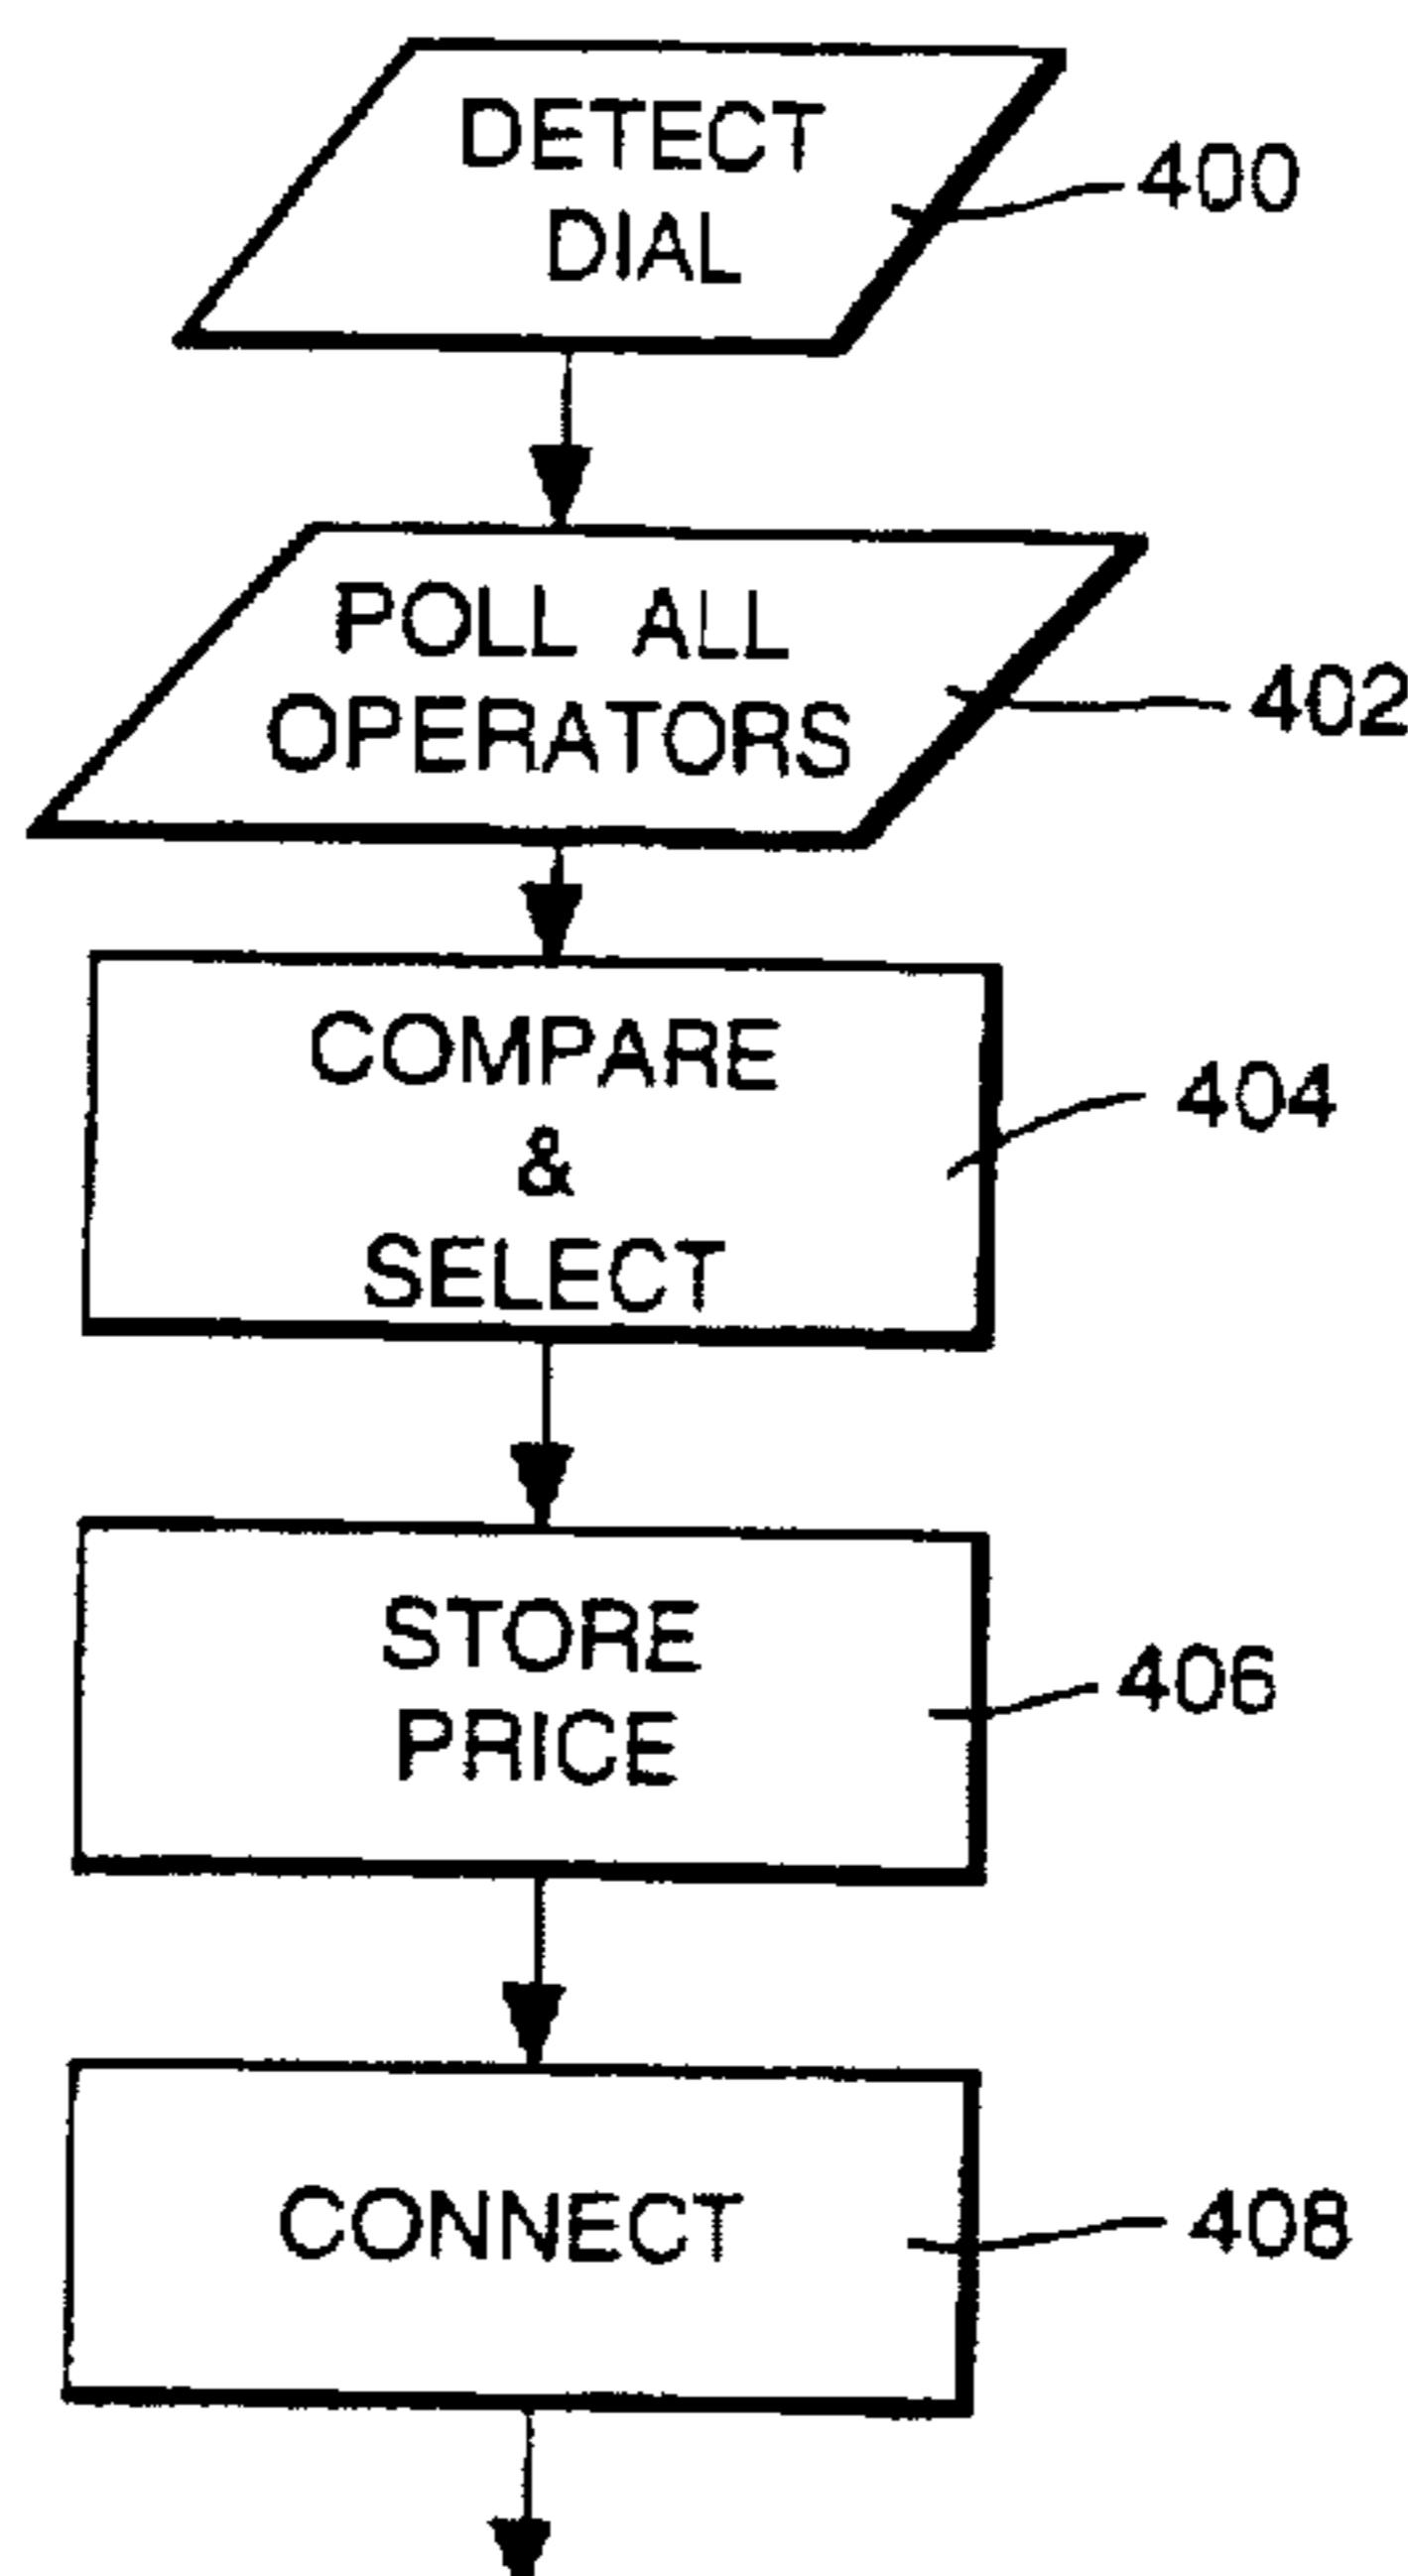 DETECT
DIAL
400
POLL ALL
OPERATORS
402
COMPARE
&
SELECT
404
STORE
PRICE
406
CONNECT
408